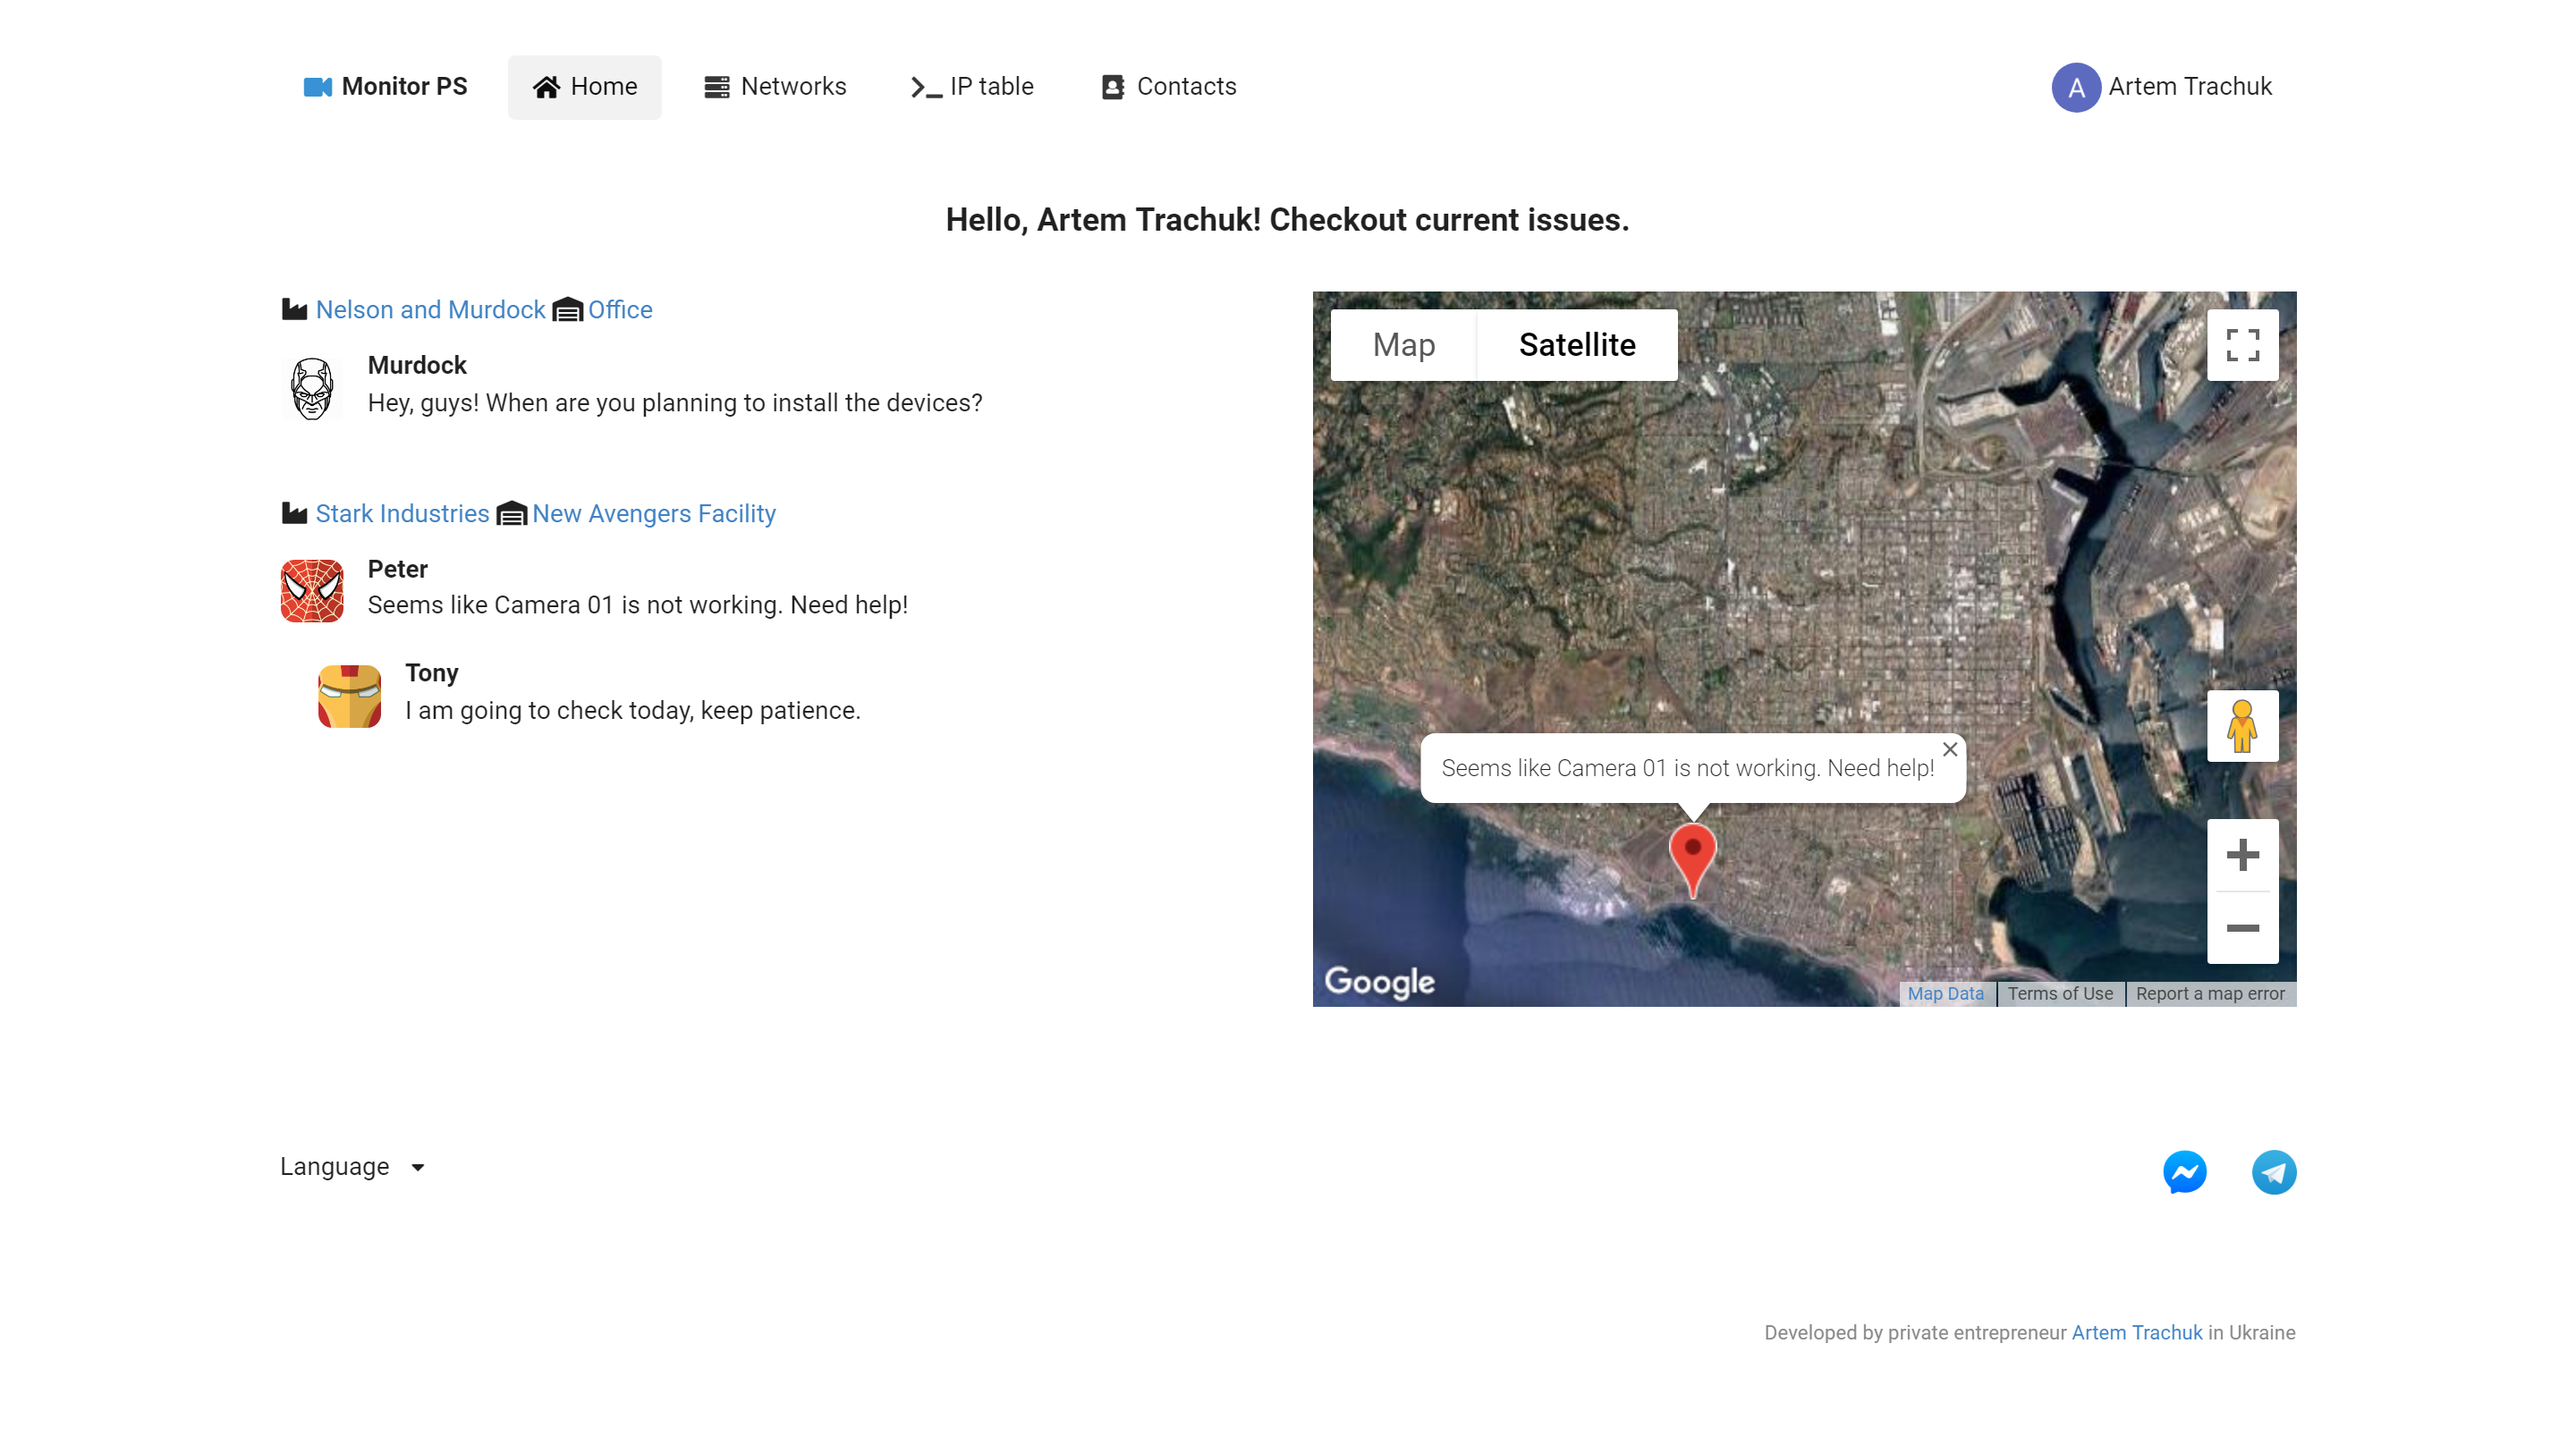 Monitor PS Home Networks IP table Contacts A Artem Trachuk
Hello, Artem Trachuk! Checkout current issues.
Nelson and Murdock Office
Murdock
Hey, guys! When are you planning to install the devices?
Stark Industries New Avengers Facility
Peter
Seems like Camera 01 is not working. Need help!
Tony
I am going to check today, keep patience.
Map Satellite
Seems like Camera 01 is not working. Need help!
Google
Map Data Terms of Use Report a map error
Language
Developed by private entrepreneur Artem Trachuk in Ukraine